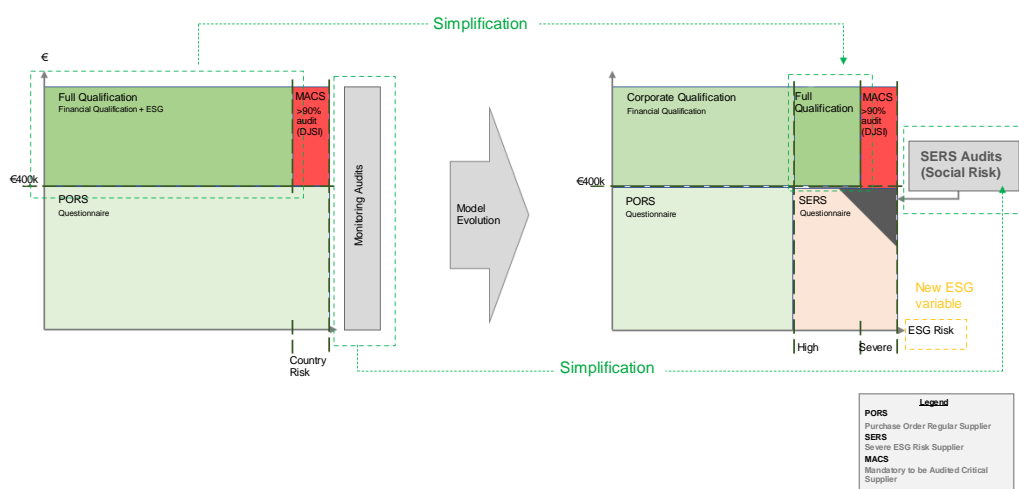 Simplification
€
Full Qualification
Financial Qualification + ESG
MACS
>90%
audit
(DJSI)
€400k
PORS
Questionnaire
Monitoring Audits
Country
Risk
Model
Evolution
Corporate Qualification
Financial Qualification
Full
Qualification
MACS
>90%
audit
(DJSI)
€400k
PORS
Questionnaire
SERS
Questionnaire
SERS Audits
(Social Risk)
New ESG
variable
ESG Risk
High
Severe
Simplification
Legend
PORS
Purchase Order Regular Supplier
SERS
Severe ESG Risk Supplier
MACS
Mandatory to be Audited Critical
Supplier